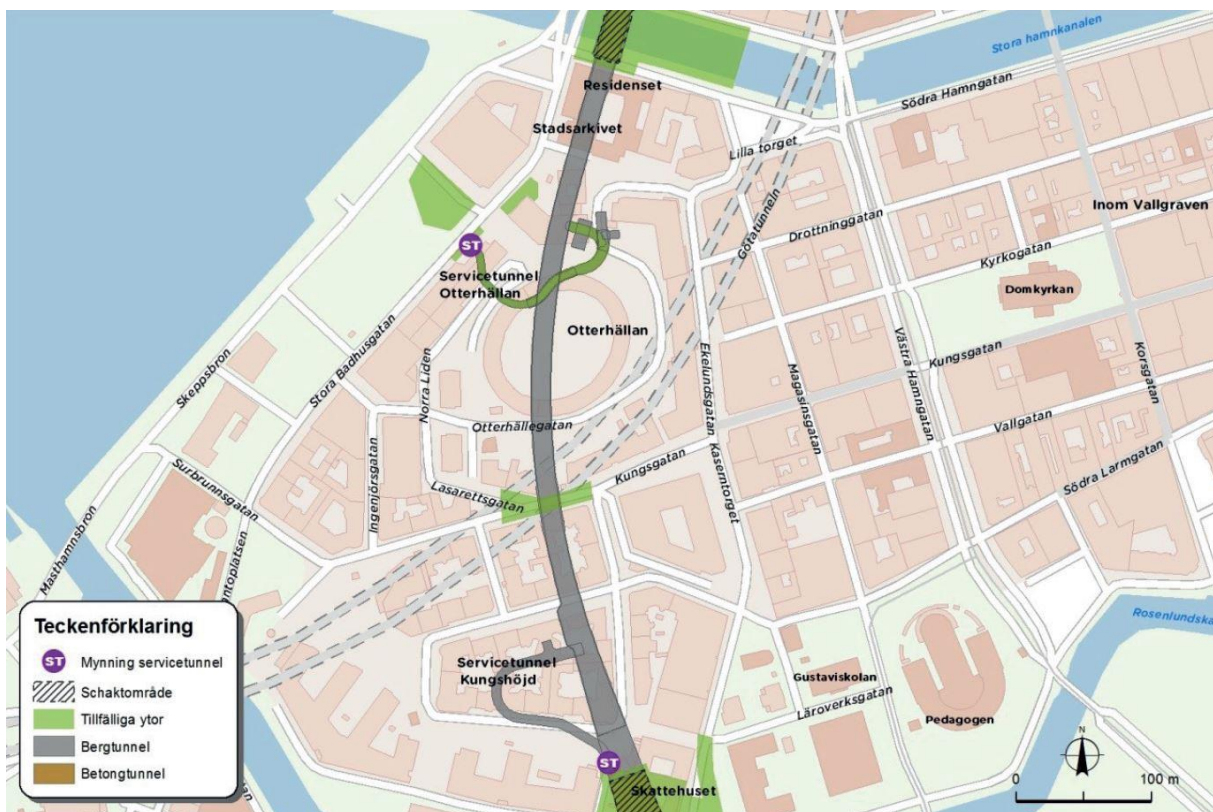 Stora hamnkanalen
Residenset
Södra Hamngatan
Stadsarkivet
Lilla torget
Inom Vallgraven
Götatunneln
Drottninggatan
Kyrkogatan
ST
Servicetunnel
Otterhällan
Domkyrkan
Otterhällan
Kungsgatan
Korsgatan
Skeppsbron
Stora Badhusgatan
Norra Liden
Ekelundsgatan
Magasinsgatan
Västra Hamngatan
Vallgatan
Otterhällegatan
Kungsgatan
Södra Larmgatan
Surbrunnsgatan
Ingenjörsgatan
Lasarettsgatan
Kaserntorget
Masthamnsbron
antoplatsen
Rosenlundska
Teckenförklaring
ST Mynning servicetunnel
Schaktområde
Tillfälliga ytor
Bergtunnel
Betongtunnel
Servicetunnel
Kungshöjd
Gustaviskolan
Läroverksgatan
Pedagogen
ST
Skattehuset
N
0 100 m
tan